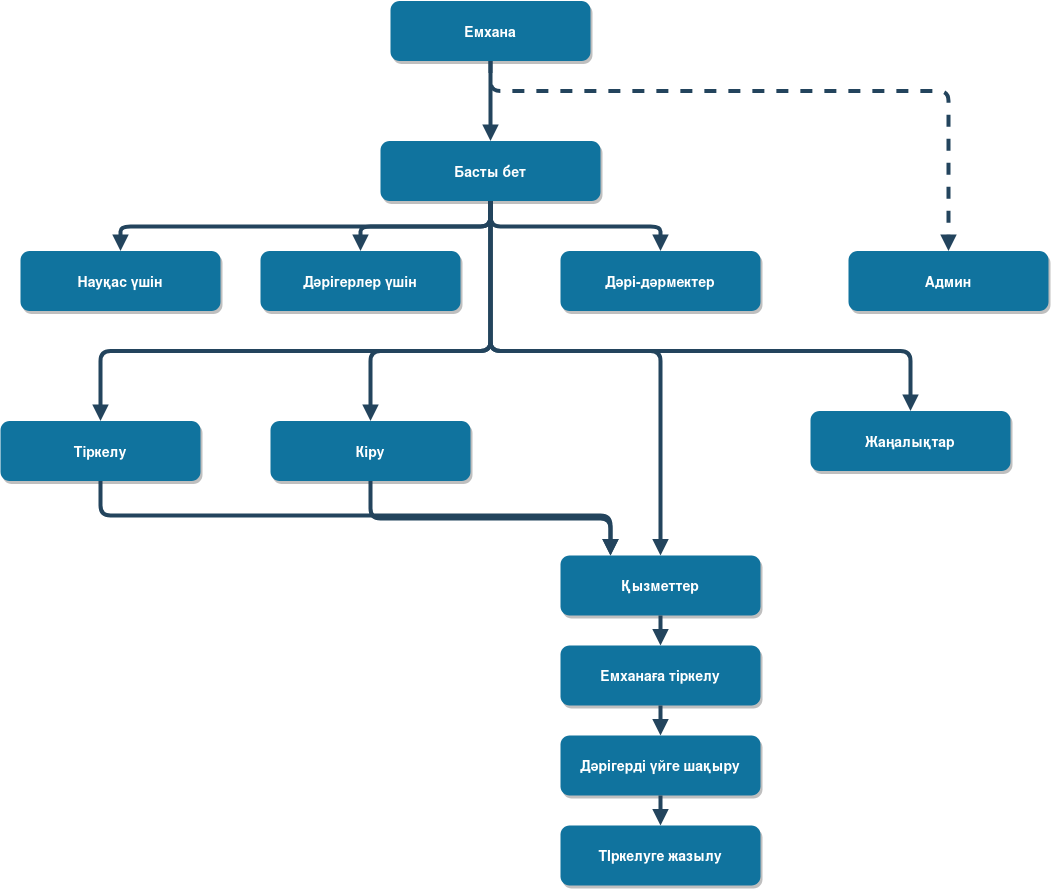 Емхана
Басты бет
Науқас үшін
Дәрігерлер үшін
Дәрі-дәрмектер
Админ
Тіркелу
Кіру
Жаңалықтар
Қызметтер
Емханаға тіркелу
Дәрігерді үйге шақыру
ТІркелуге жазылу